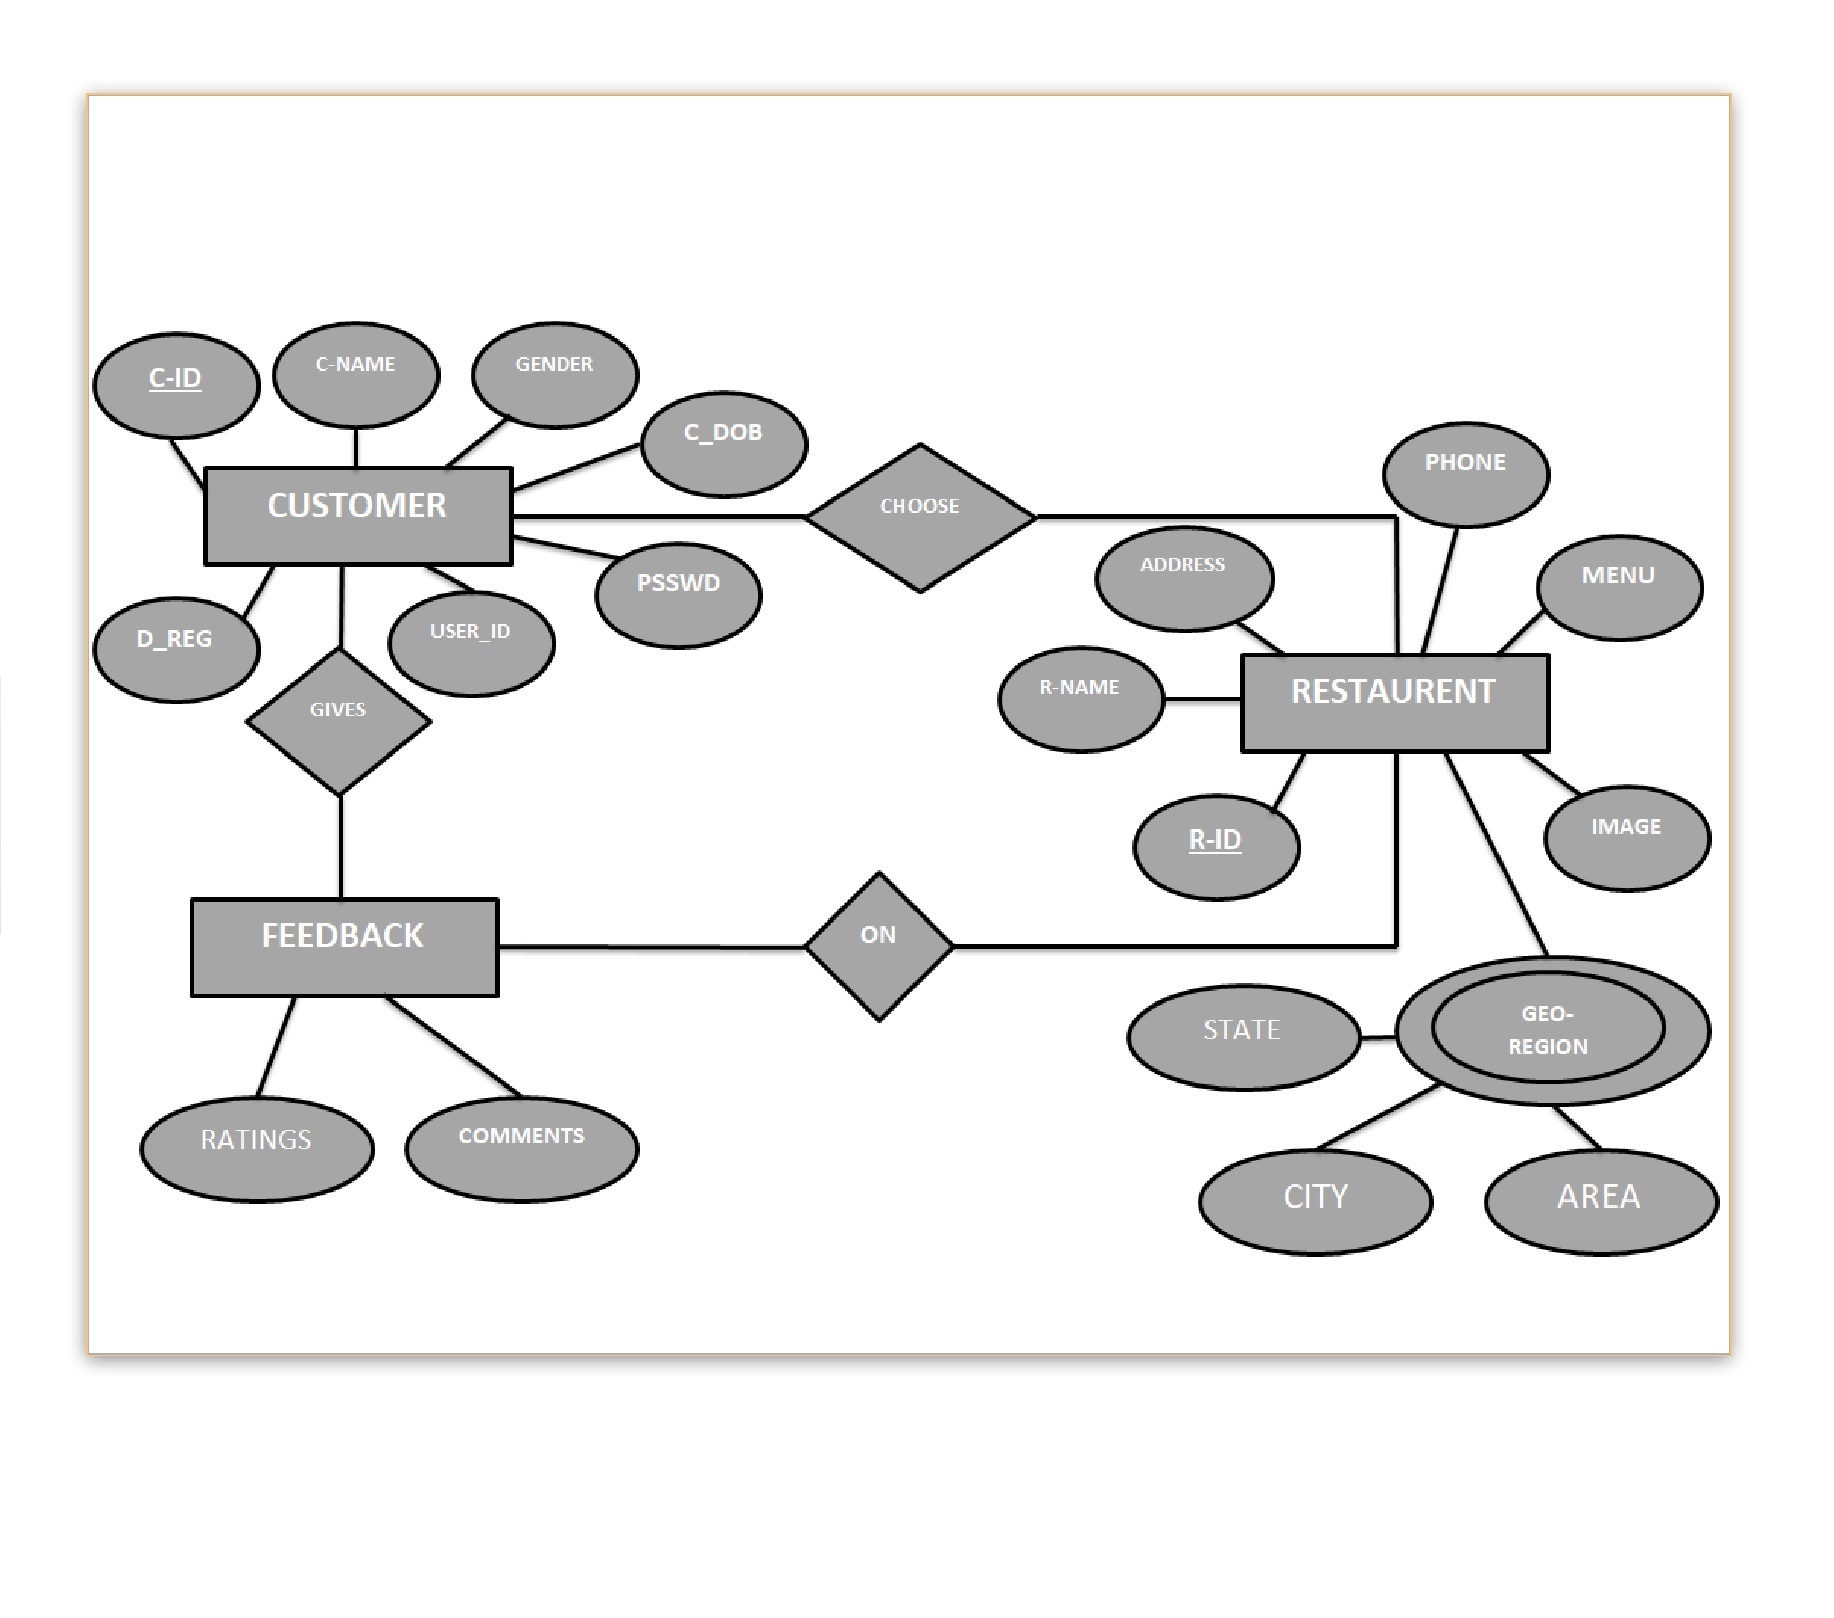 C-ID
C-NAME
GENDER
C_DOB
CUSTOMER
CHOOSE
PHONE
ADDRESS
MENU
PSSWD
D_REG
USER_ID
GIVES
R-NAME
RESTAURENT
R-ID
IMAGE
FEEDBACK
ON
STATE
GEO-
REGION
RATINGS
COMMENTS
CITY
AREA